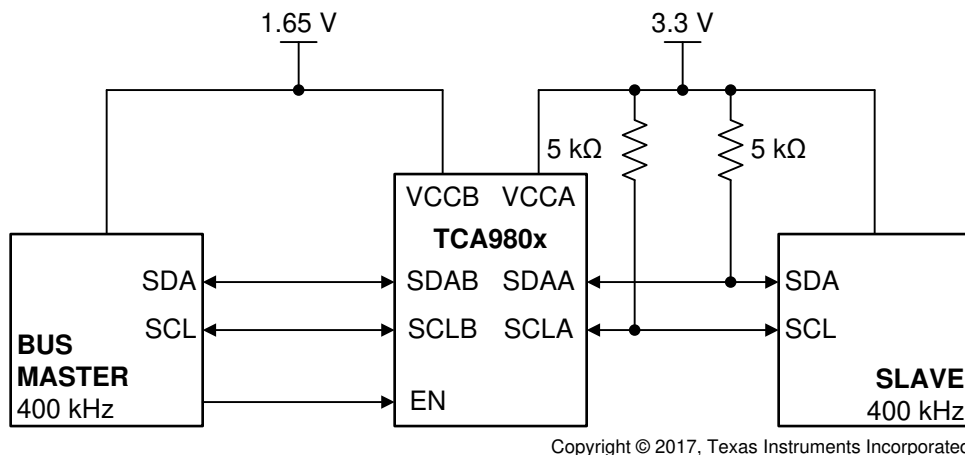 1.65 V
3.3 V
5 kΩ
5 kΩ
VCCB VCCA
TCA980x
SDA
SDAB SDAA
SDA
SCL
SCLB SCLA
SCL
BUS
MASTER
400 kHz
EN
SLAVE
400 kHz
Copyright © 2017, Texas Instruments Incorporated